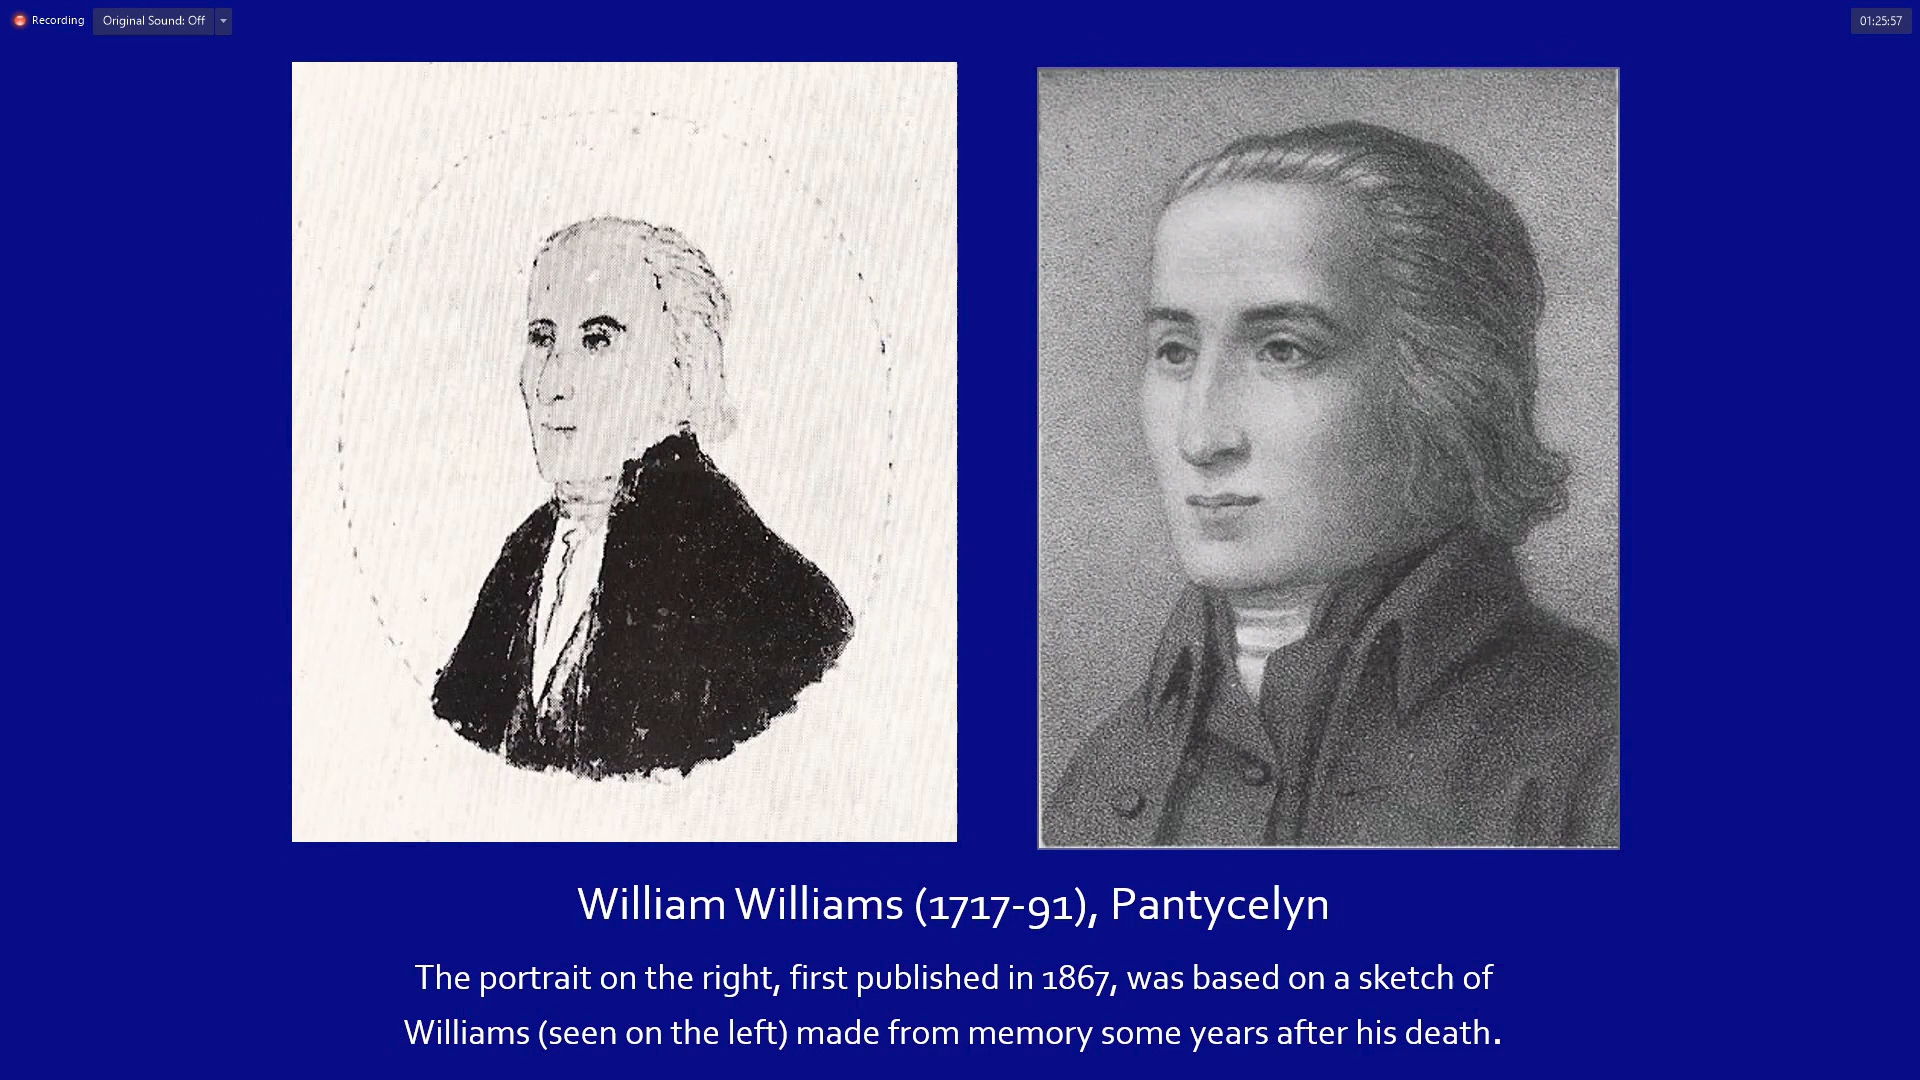 Recording
Original Sound: Off
01:25:57
William Williams (1717-91), Pantycelyn
The portrait on the right, first published in 1867, was based on a sketch of
Williams (seen on the left) made from memory some years after his death.